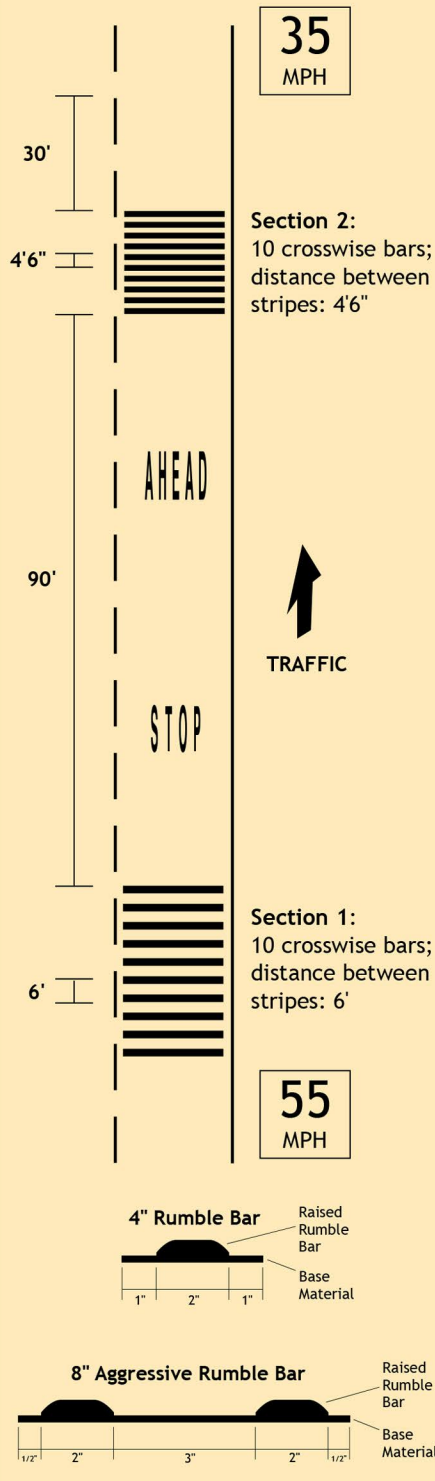 35
MPH
30'
4'6"
Section 2:
10 crosswise bars;
distance between
stripes: 4'6"
AHEAD
90'
TRAFFIC
STOP
Section 1:
10 crosswise bars;
distance between
stripes: 6'
6'
55
MPH
4" Rumble Bar
Raised
Rumble
Bar
Base
Material
1" 2" 1"
8" Aggressive Rumble Bar
Raised
Rumble
Bar
Base
Material
1/2" 2" 3" 2" 1/2"